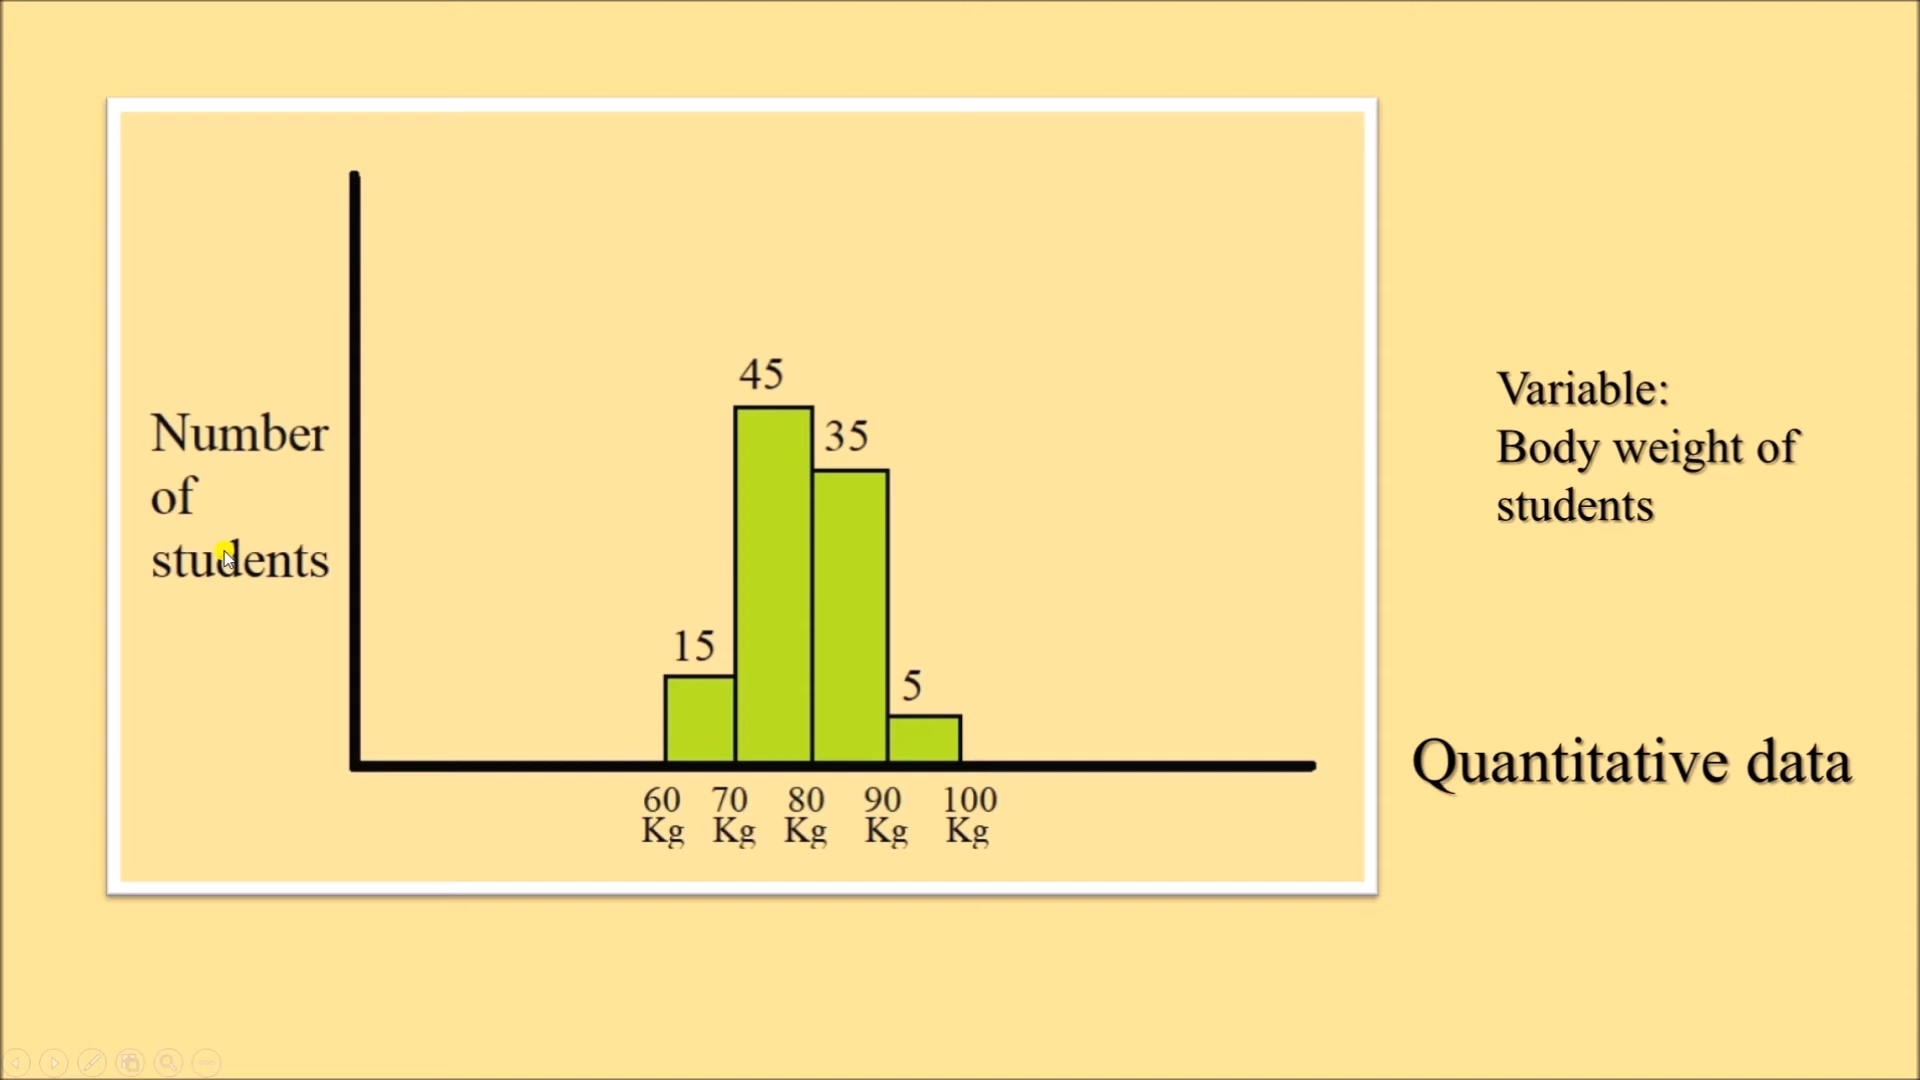 Number
of
students
45
35
15
5
60 70 80 90 100
Kg Kg Kg Kg Kg
Variable:
Body weight of
students
Quantitative data